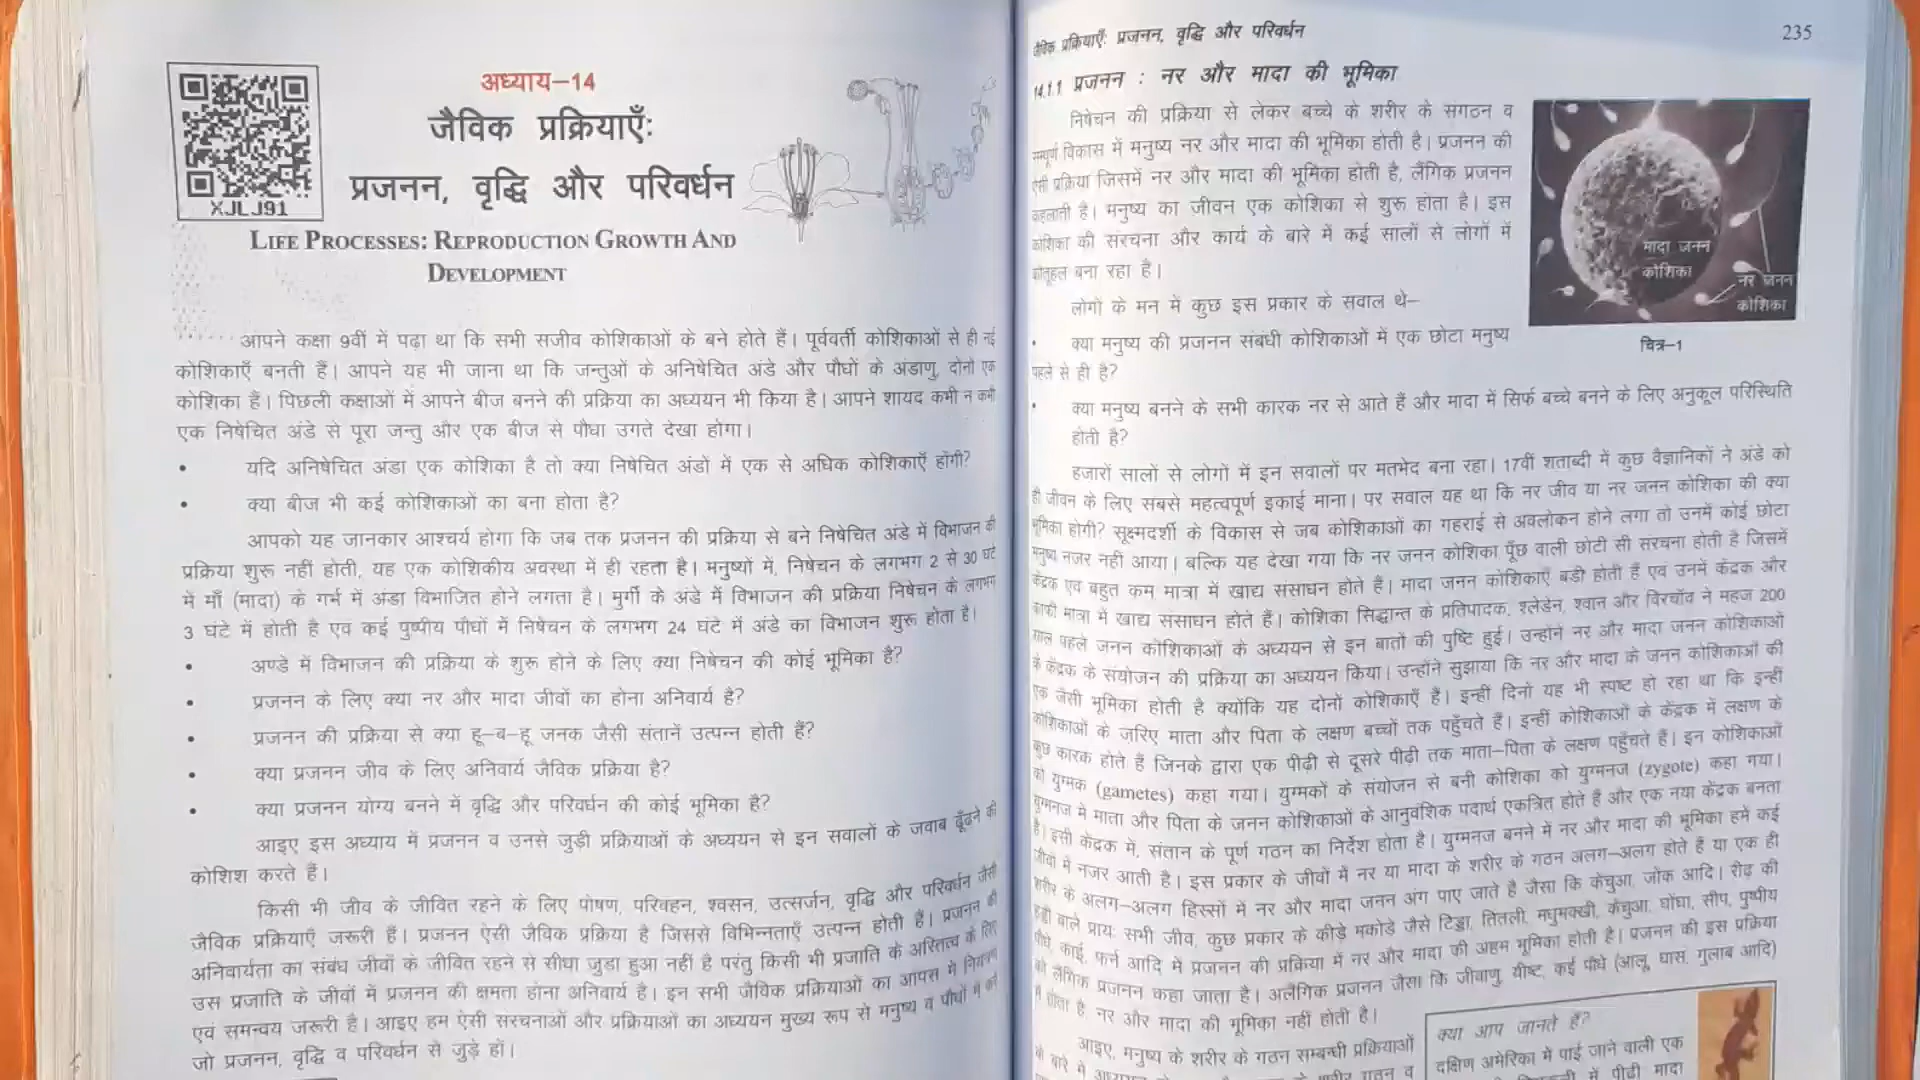 XJLJ91
अध्याय–14
जैविक प्रक्रियाएँः
प्रजनन, वृद्धि और परिवर्धन
LIFE PROCESSES: REPRODUCTION GROWTH AND
DEVELOPMENT
आपने कक्षा 9वीं में पढ़ा था कि सभी सजीव कोशिकाओं के बने होते हैं। पूर्ववर्ती कोशिकाओं से ही नई
कोशिकाएँ बनती हैं। आपने यह भी जाना था कि जन्तुओं के अनिषेचित अंडे और पौधों के अंडाणु, दोनों एक
कोशिका हैं। पिछली कक्षाओं में आपने बीज बनने की प्रक्रिया का अध्ययन भी किया है। आपने शायद कभी न कभी
एक निषेचित अंडे से पूरा जन्तु और एक बीज से पौधा उगते देखा होगा।
• यदि अनिषेचित अंडा एक कोशिका है तो क्या निषेचित अंडों में एक से अधिक कोशिकाएँ होंगी?
• क्या बीज भी कई कोशिकाओं का बना होता है?
आपको यह जानकार आश्चर्य होगा कि जब तक प्रजनन की प्रक्रिया से बने निषेचित अंडे में विभाजन की
प्रक्रिया शुरू नहीं होती, यह एक कोशिकीय अवस्था में ही रहता है। मनुष्यों में, निषेचन के लगभग 2 से 30 घंटे
में माँ (मादा) के गर्भ में अंडा विभाजित होने लगता है। मुर्गी के अंडे में विभाजन की प्रक्रिया निषेचन के लगभग
3 घंटे में होती है एवं कई पुष्पीय पौधों में निषेचन के लगभग 24 घंटे में अंडे का विभाजन शुरू होता है।
• अण्डे में विभाजन की प्रक्रिया के शुरू होने के लिए क्या निषेचन की कोई भूमिका है?
• प्रजनन के लिए क्या नर और मादा जीवों का होना अनिवार्य है?
• प्रजनन की प्रक्रिया से क्या हू–ब–हू जनक जैसी संतानें उत्पन्न होती हैं?
• क्या प्रजनन जीव के लिए अनिवार्य जैविक प्रक्रिया है?
• क्या प्रजनन योग्य बनने में वृद्धि और परिवर्धन की कोई भूमिका है?
आइए इस अध्याय में प्रजनन व उनसे जुड़ी प्रक्रियाओं के अध्ययन से इन सवालों के जवाब ढूँढने की
कोशिश करते हैं।
किसी भी जीव के जीवित रहने के लिए पोषण, परिवहन, श्वसन, उत्सर्जन, वृद्धि और परिवर्धन जैसी
जैविक प्रक्रियाएँ जरूरी हैं। प्रजनन ऐसी जैविक प्रक्रिया है जिससे विभिन्नताएँ उत्पन्न होती हैं। प्रजनन की
अनिवार्यता का संबंध जीवों के जीवित रहने से सीधा जुड़ा हुआ नहीं है परंतु किसी भी प्रजाति के अस्तित्व के लिए
उस प्रजाति के जीवों में प्रजनन की क्षमता होना अनिवार्य है। इन सभी जैविक प्रक्रियाओं का आपस में नियंत्रण
एवं समन्वय जरूरी है। आइए हम ऐसी संरचनाओं और प्रक्रियाओं का अध्ययन मुख्य रूप से मनुष्य व पौधों में करें
जो प्रजनन, वृद्धि व परिवर्धन से जुड़े हों।
जैविक प्रक्रियाएँः प्रजनन, वृद्धि और परिवर्धन 235
14.1.1 प्रजनन : नर और मादा की भूमिका
निषेचन की प्रक्रिया से लेकर बच्चे के शरीर के संगठन व
सम्पूर्ण विकास में मनुष्य नर और मादा की भूमिका होती है। प्रजनन की
ऐसी प्रक्रिया जिसमें नर और मादा की भूमिका होती है, लैंगिक प्रजनन
कहलाती है। मनुष्य का जीवन एक कोशिका से शुरू होता है। इस
कोशिका की संरचना और कार्य के बारे में कई सालों से लोगों में
कौतूहल बना रहा है।
मादा जनन
कोशिका
नर जनन
कोशिका
चित्र–1
लोगों के मन में कुछ इस प्रकार के सवाल थे–
• क्या मनुष्य की प्रजनन संबंधी कोशिकाओं में एक छोटा मनुष्य
पहले से ही है?
• क्या मनुष्य बनने के सभी कारक नर से आते हैं और मादा में सिर्फ बच्चे बनने के लिए अनुकूल परिस्थिति
होती है?
हजारों सालों से लोगों में इन सवालों पर मतभेद बना रहा। 17वीं शताब्दी में कुछ वैज्ञानिकों ने अंडे को
ही जीवन के लिए सबसे महत्वपूर्ण इकाई माना। पर सवाल यह था कि नर जीव या नर जनन कोशिका की क्या
भूमिका होगी? सूक्ष्मदर्शी के विकास से जब कोशिकाओं का गहराई से अवलोकन होने लगा तो उनमें कोई छोटा
मनुष्य नजर नहीं आया। बल्कि यह देखा गया कि नर जनन कोशिका पूँछ वाली छोटी सी संरचना होती है जिसमें
केंद्रक एवं बहुत कम मात्रा में खाद्य संसाधन होते हैं। मादा जनन कोशिकाएँ बड़ी होती हैं एवं उनमें केंद्रक और
काफी मात्रा में खाद्य संसाधन होते हैं। कोशिका सिद्धान्त के प्रतिपादक, श्लेडेन, श्वान और विरचॉव ने महज 200
साल पहले जनन कोशिकाओं के अध्ययन से इन बातों की पुष्टि हुई। उन्होंने नर और मादा जनन कोशिकाओं
के केंद्रक के संयोजन की प्रक्रिया का अध्ययन किया। उन्होंने सुझाया कि नर और मादा के जनन कोशिकाओं की
एक जैसी भूमिका होती है क्योंकि यह दोनों कोशिकाएँ हैं। इन्हीं दिनों यह भी स्पष्ट हो रहा था कि इन्हीं
कोशिकाओं के ज़रिए माता और पिता के लक्षण बच्चों तक पहुँचते हैं। इन्हीं कोशिकाओं के केंद्रक में लक्षण के
कुछ कारक होते हैं जिनके द्वारा एक पीढ़ी से दूसरे पीढ़ी तक माता–पिता के लक्षण पहुँचते हैं। इन कोशिकाओं
को युग्मक (gametes) कहा गया। युग्मकों के संयोजन से बनी कोशिका को युग्मनज (zygote) कहा गया।
युग्मनज में माता और पिता के जनन कोशिकाओं के आनुवंशिक पदार्थ एकत्रित होते हैं और एक नया केंद्रक बनता
है। इसी केंद्रक में, संतान के पूर्ण गठन का निर्देश होता है। युग्मनज बनने में नर और मादा की भूमिका हमें कई
जीवों में नजर आती है। इस प्रकार के जीवों में नर या मादा के शरीर के गठन अलग–अलग होते हैं या एक ही
शरीर के अलग–अलग हिस्सों में नर और मादा जनन अंग पाए जाते है जैसा कि केंचुआ, जोंक आदि। रीढ़ की
हड्डी वाले प्रायः सभी जीव, कुछ प्रकार के कीड़े मकोड़े जैसे टिड्डा, तितली, मधुमक्खी, केंचुआ, घोंघा, सीप, पुष्पीय
पौधे, काई, फर्न आदि में प्रजनन की प्रक्रिया में नर और मादा की अहम भूमिका होती है। प्रजनन की इस प्रक्रिया
को लैंगिक प्रजनन कहा जाता है। अलैंगिक प्रजनन जैसा कि जीवाणु, यीष्ट, कई पौधे (आलू, घास, गुलाब आदि)
में होता है, नर और मादा की भूमिका नहीं होती है।
आइए, मनुष्य के शरीर के गठन सम्बन्धी प्रक्रियाओं
के बारे में
क्या आप जानते हैं?
दक्षिण अमेरिका में पाई जाने वाली एक
में पीढ़ी मादा